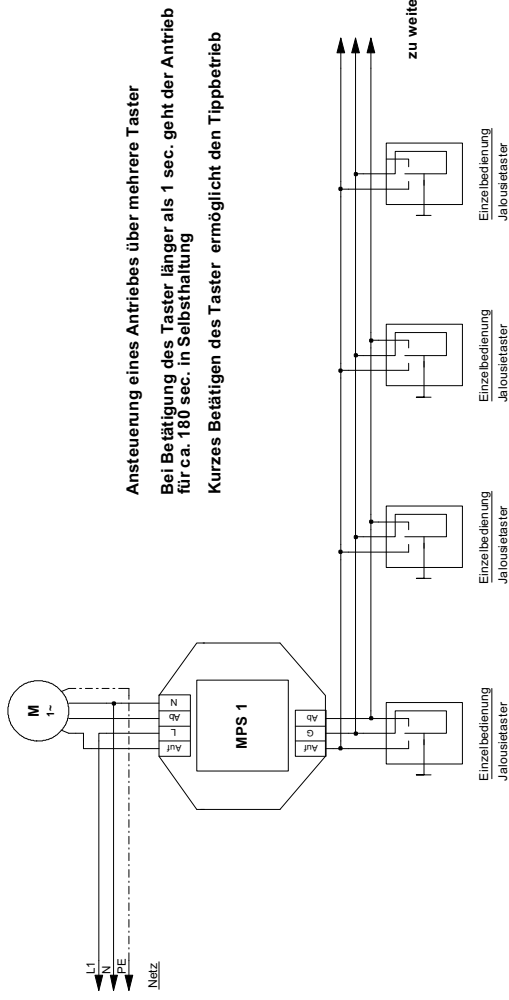 Ansteuerung eines Antriebes über mehrere Taster
Bei Betätigung des Taster länger als 1 sec. geht der Antrieb
für ca. 180 sec. in Selbsthaltung
Kurzes Betätigen des Taster ermöglicht den Tippbetrieb
M
1~
L1
N
PE
Netz
Auf
L
Ab
N
MPS 1
Auf
G
Ab
zu weite
Einzelbedienung
Jalousietaster
Einzelbedienung
Jalousietaster
Einzelbedienung
Jalousietaster
Einzelbedienung
Jalousietaster